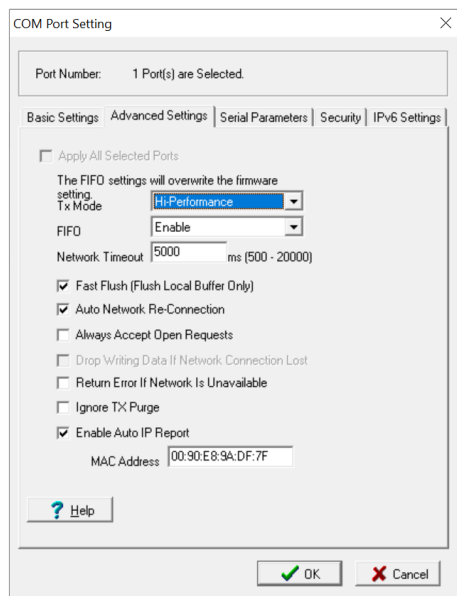 COM Port Setting
Port Number: 1 Port(s) are Selected.
Basic Settings Advanced Settings Serial Parameters Security IPv6 Settings
Apply All Selected Ports
The FIFO settings will overwrite the firmware
setting.
Tx Mode Hi-Performance
FIFO Enable
Network Timeout 5000 ms (500 - 20000)
Fast Flush (Flush Local Buffer Only)
Auto Network Re-Connection
Always Accept Open Requests
Drop Writing Data If Network Connection Lost
Return Error If Network Is Unavailable
Ignore TX Purge
Enable Auto IP Report
MAC Address 00:90:E8:9A:DF:7F
? Help
OK Cancel